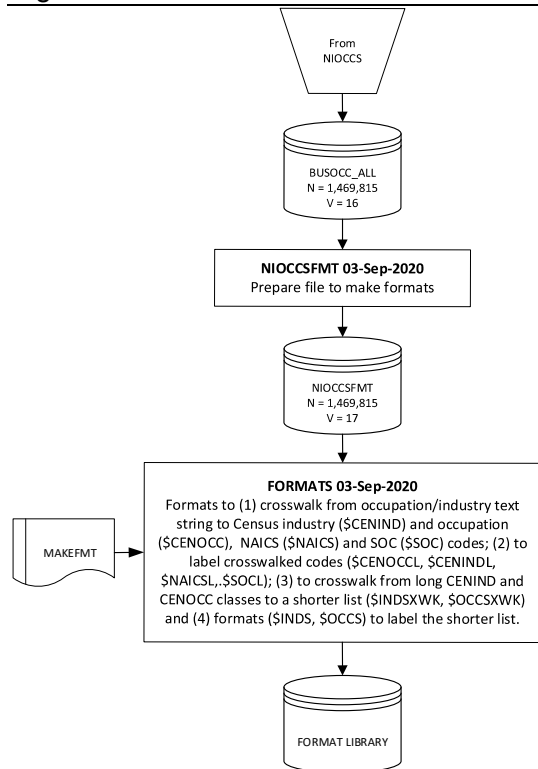 From
NIOCCS
BUSOCC_ALL
N = 1,469,815
V = 16
NIOCCSFMT 03-Sep-2020
Prepare file to make formats
NIOCCSFMT
N = 1,469,815
V = 17
FORMATS 03-Sep-2020
Formats to (1) crosswalk from occupation/industry text
string to Census industry ($CENIND) and occupation
($CENOCC), NAICS ($NAICS) and SOC ($SOC) codes; (2) to
label crosswalked codes ($CENOCCL, $CENINDL,
$NAICSL,.$SOCL); (3) to crosswalk from long CENIND and
CENOCC classes to a shorter list ($INDSXWK, $OCCSXWK)
and (4) formats ($INDS, $OCCS) to label the shorter list.
MAKEFMT
FORMAT LIBRARY